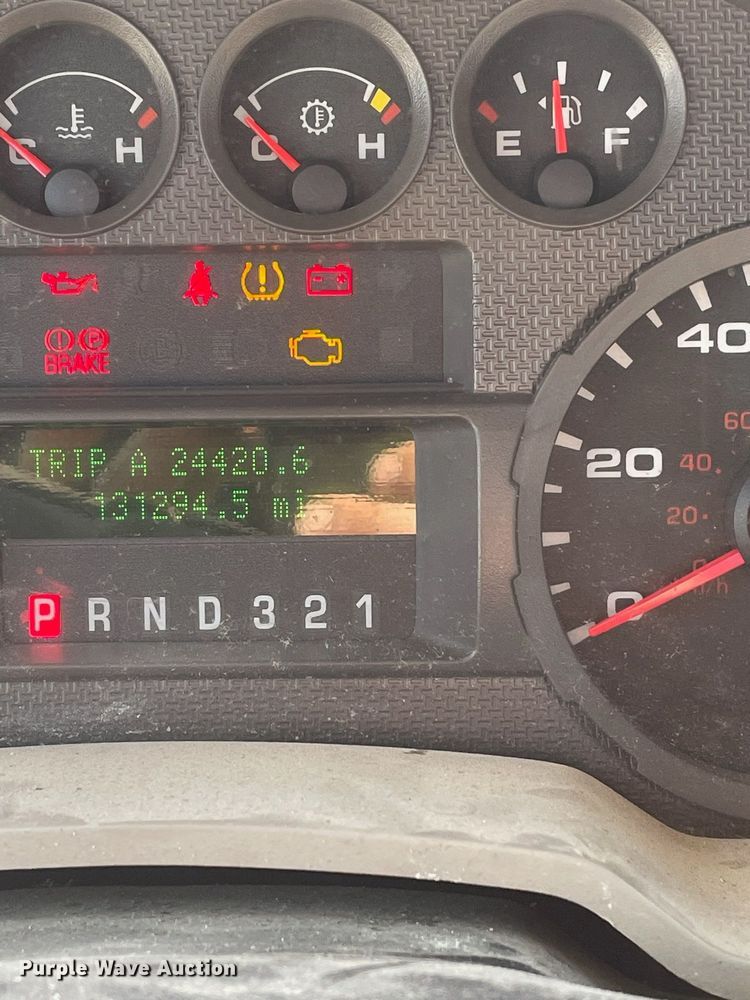 C H
C H
E F
BRAKE
TRIP A 24420.6
131294.5 mi
P R N D 3 2 1
40
60
20
40
20
0
0
Purple Wave Auction